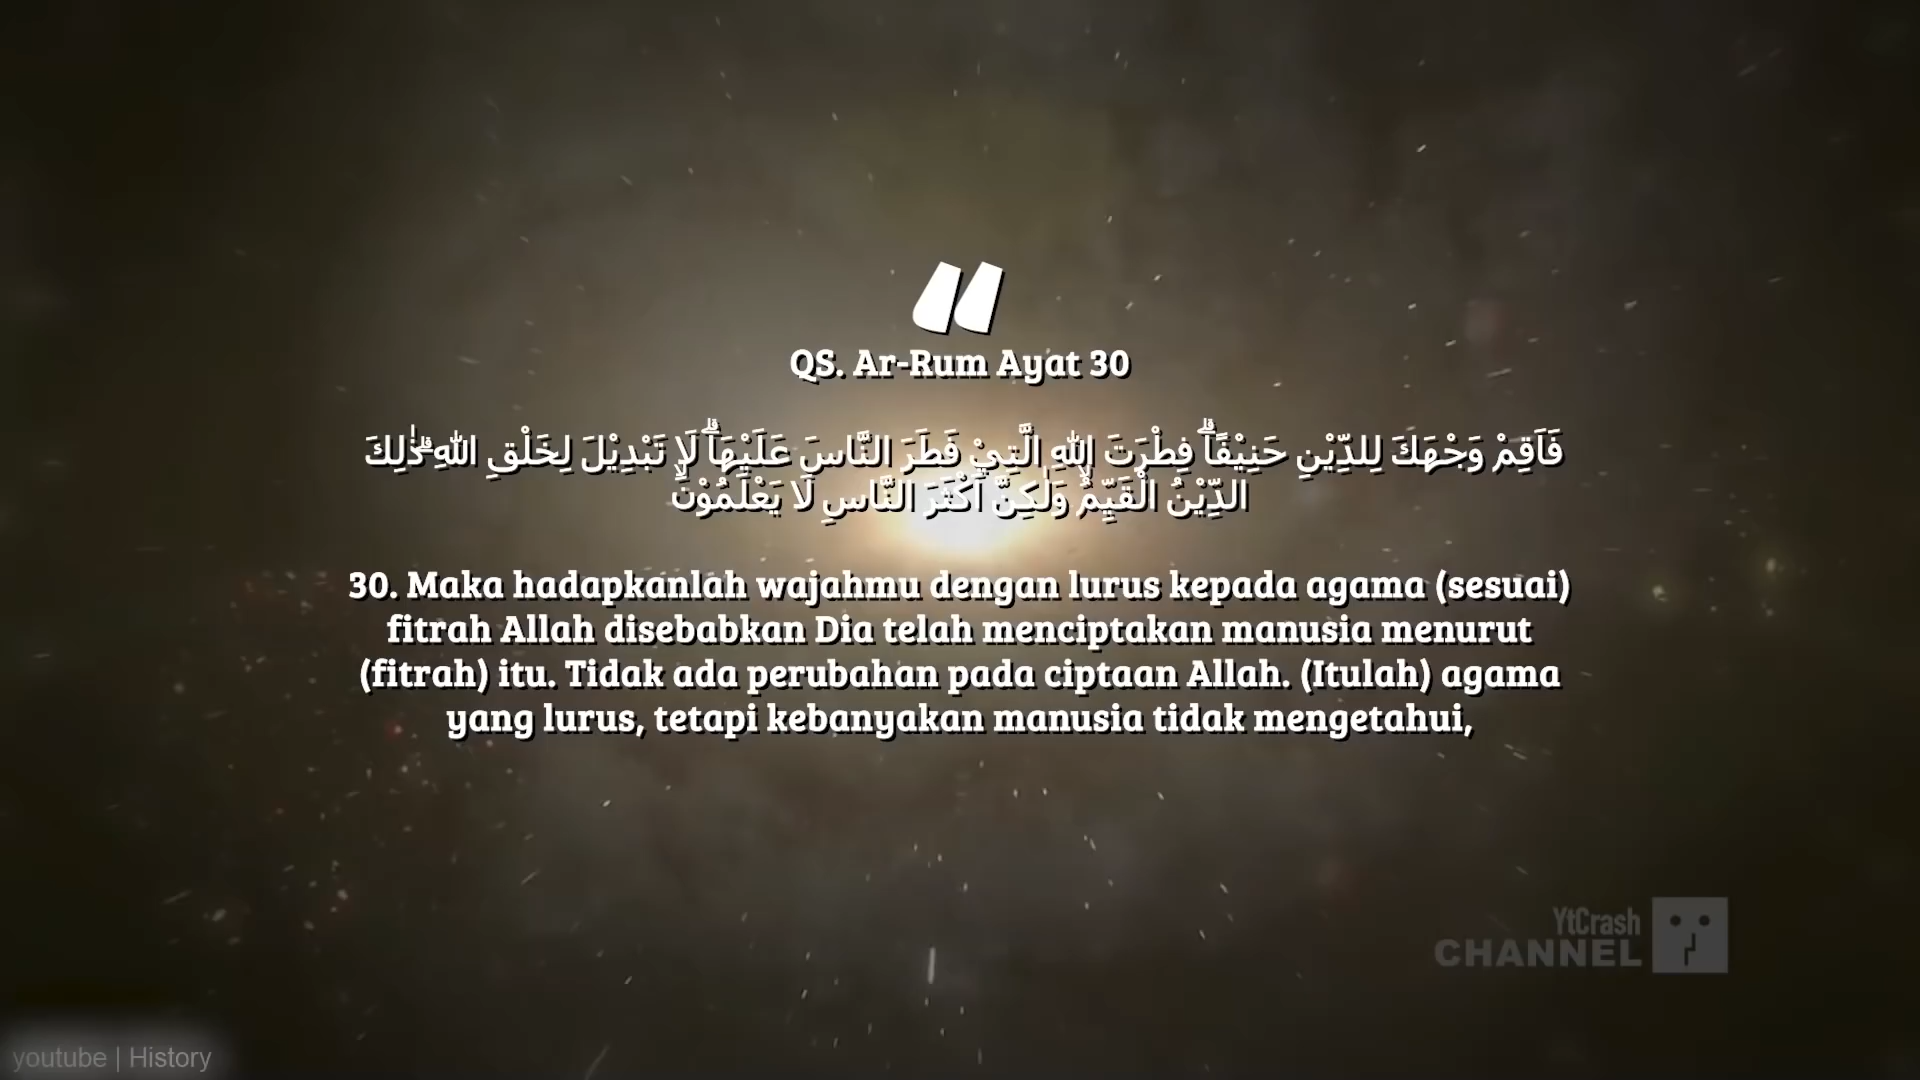 QS. Ar-Rum Ayat 30
فَاَقِمْ وَجْهَكَ لِلدِّيْنِ حَنِيْفًاۗ فِطْرَتَ اللّٰهِ الَّتِيْ فَطَرَ النَّاسَ عَلَيْهَاۗ لَا تَبْدِيْلَ لِخَلْقِ اللّٰهِ ۗذٰلِكَ
الدِّيْنُ الْقَيِّمُۙ وَلٰكِنَّ اَكْثَرَ النَّاسِ لَا يَعْلَمُوْنَۙ
30. Maka hadapkanlah wajahmu dengan lurus kepada agama (sesuai)
fitrah Allah disebabkan Dia telah menciptakan manusia menurut
(fitrah) itu. Tidak ada perubahan pada ciptaan Allah. (Itulah) agama
yang lurus, tetapi kebanyakan manusia tidak mengetahui,
YtCrash
CHANNEL
youtube | History